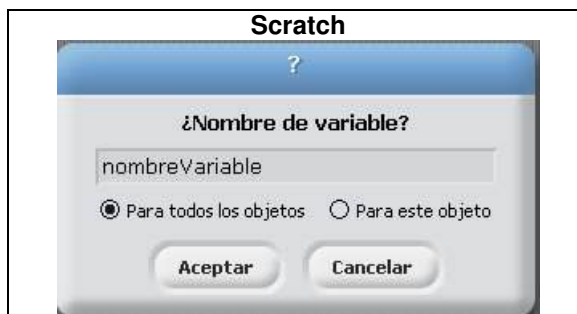 Scratch
?
¿Nombre de variable?
nombreVariable
Para todos los objetos Para este objeto
Aceptar Cancelar